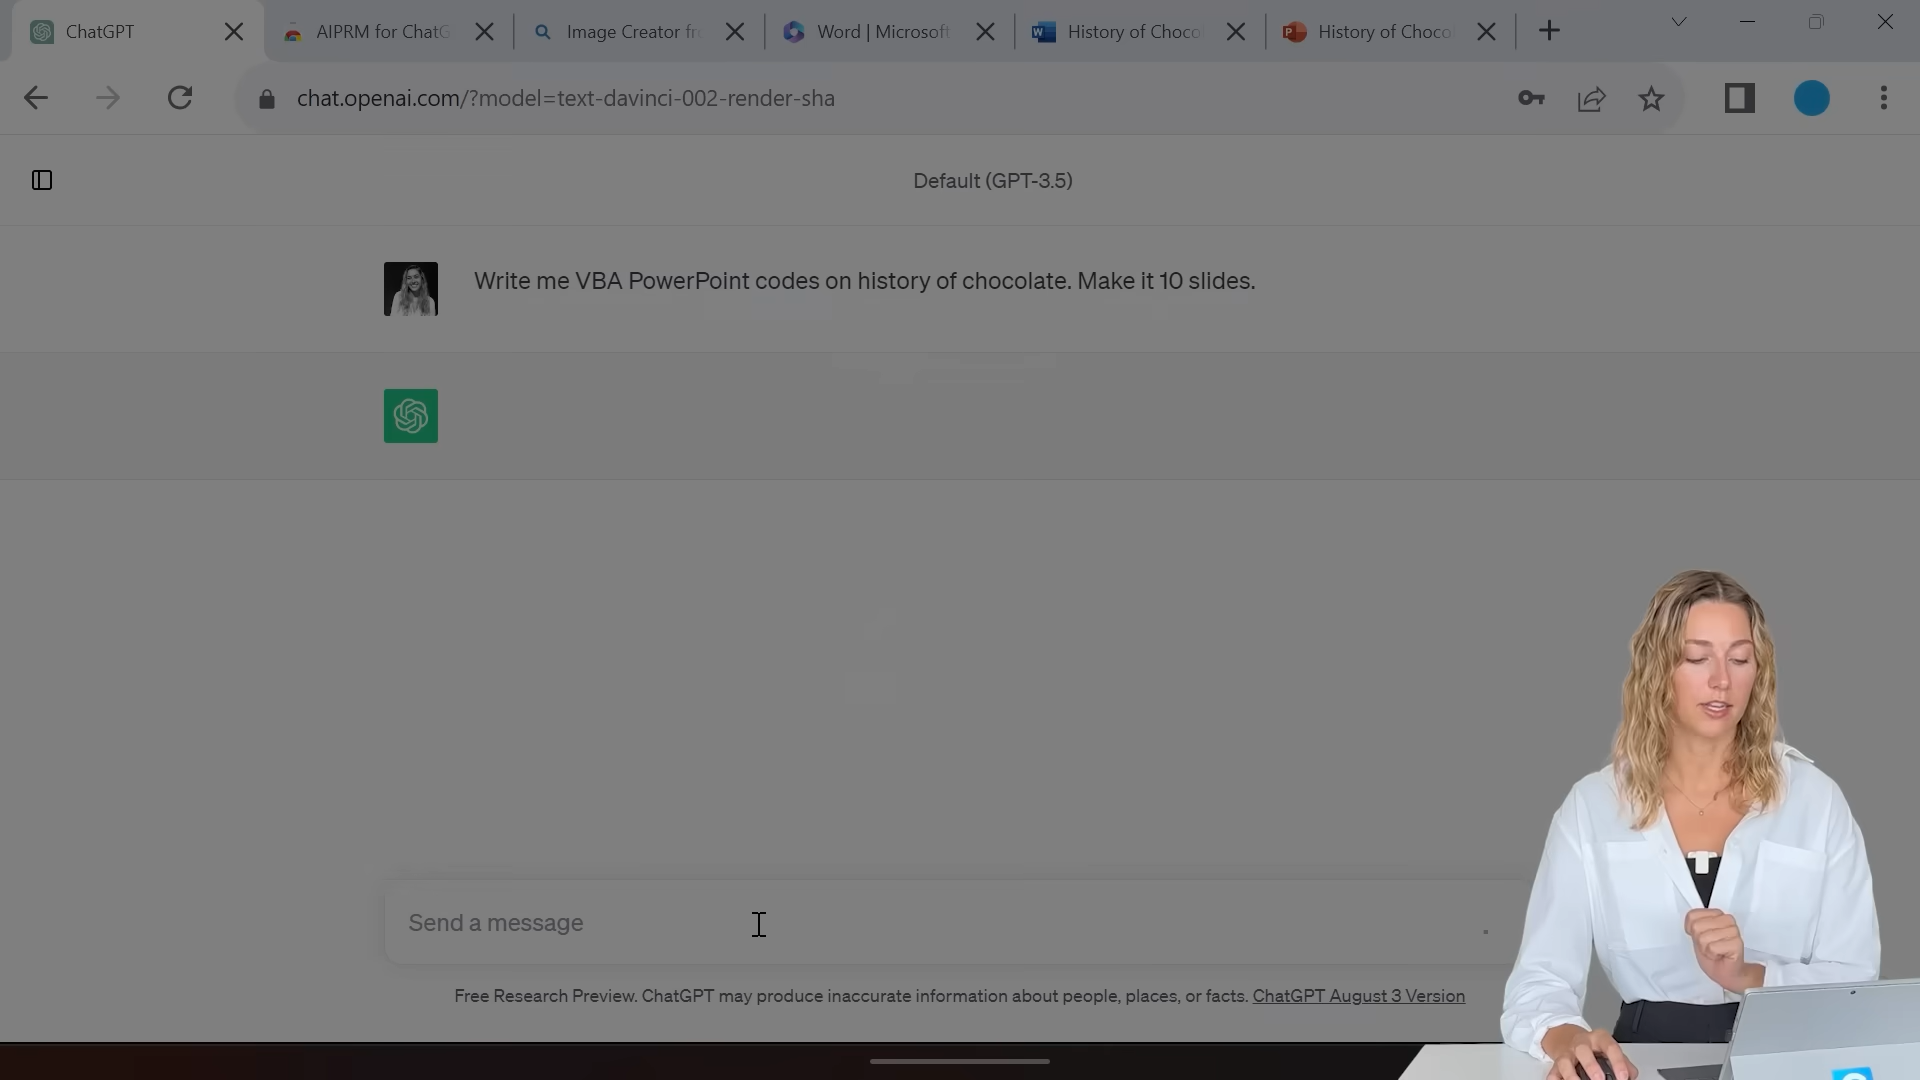 ChatGPT
AIPRM for ChatG
Image Creator fr
Word | Microsoft
History of Choco
History of Choco
chat.openai.com/?model=text-davinci-002-render-sha
Default (GPT-3.5)
Write me VBA PowerPoint codes on history of chocolate. Make it 10 slides.
Send a message
Free Research Preview. ChatGPT may produce inaccurate information about people, places, or facts. ChatGPT August 3 Version